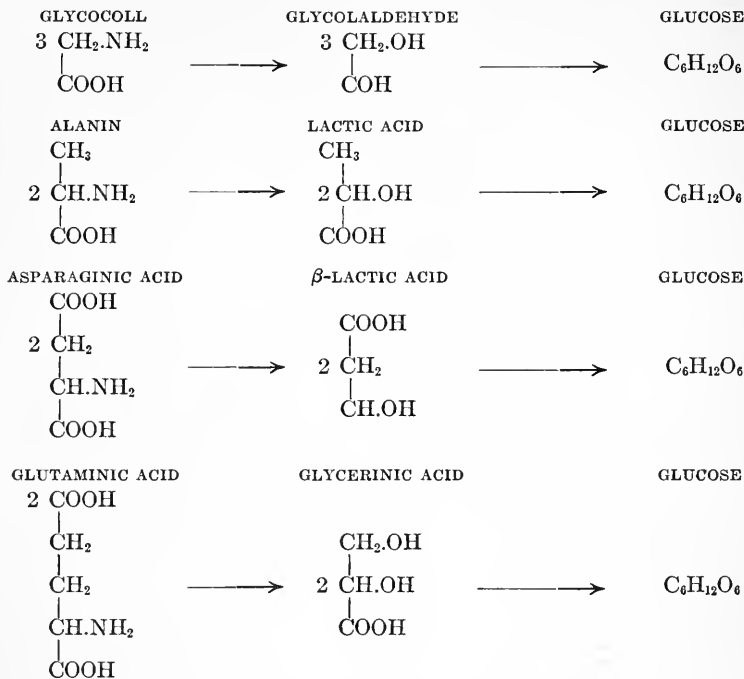 GLYCOCOLL GLYCOLALDEHYDE GLUCOSE
3 CH₂.NH₂ 3 CH₂.OH
C₆H₁₂O₆
COOH COH
ALANIN LACTIC ACID GLUCOSE
CH₃ CH₃
2 CH.NH₂ 2 CH.OH C₆H₁₂O₆
COOH COOH
ASPARAGINIC ACID β-LACTIC ACID GLUCOSE
COOH
COOH
2 CH₂
2 CH₂ C₆H₁₂O₆
CH.NH₂
CH.OH
COOH
GLUTAMINIC ACID GLYCERINIC ACID GLUCOSE
2 COOH
CH₂ CH₂.OH
CH₂ 2 CH.OH C₆H₁₂O₆
CH.NH₂ COOH
COOH